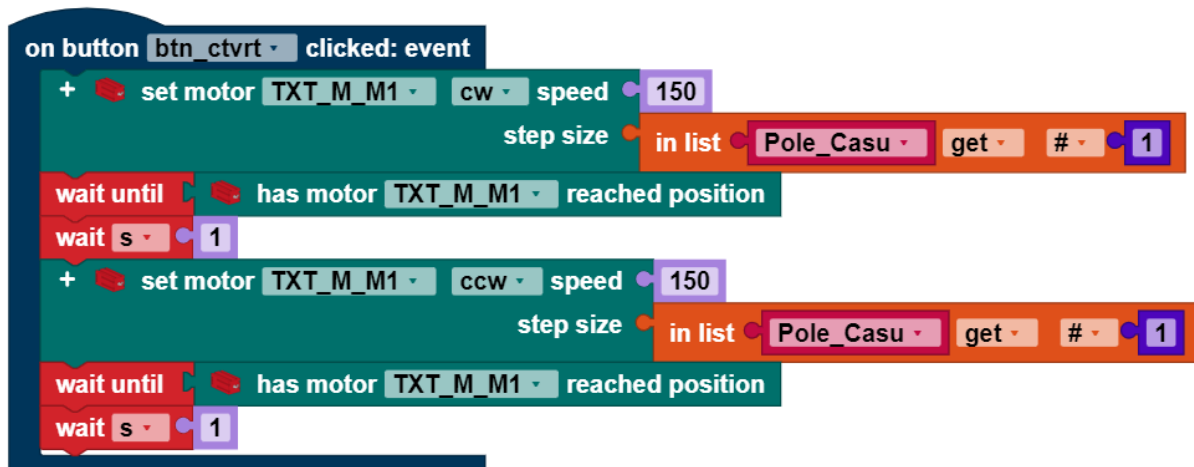 on button btn_ctvrt clicked: event
+ set motor TXT_M_M1 cw speed 150
step size in list Pole_Casu get # 1
wait until has motor TXT_M_M1 reached position
wait s 1
+ set motor TXT_M_M1 ccw speed 150
step size in list Pole_Casu get # 1
wait until has motor TXT_M_M1 reached position
wait s 1